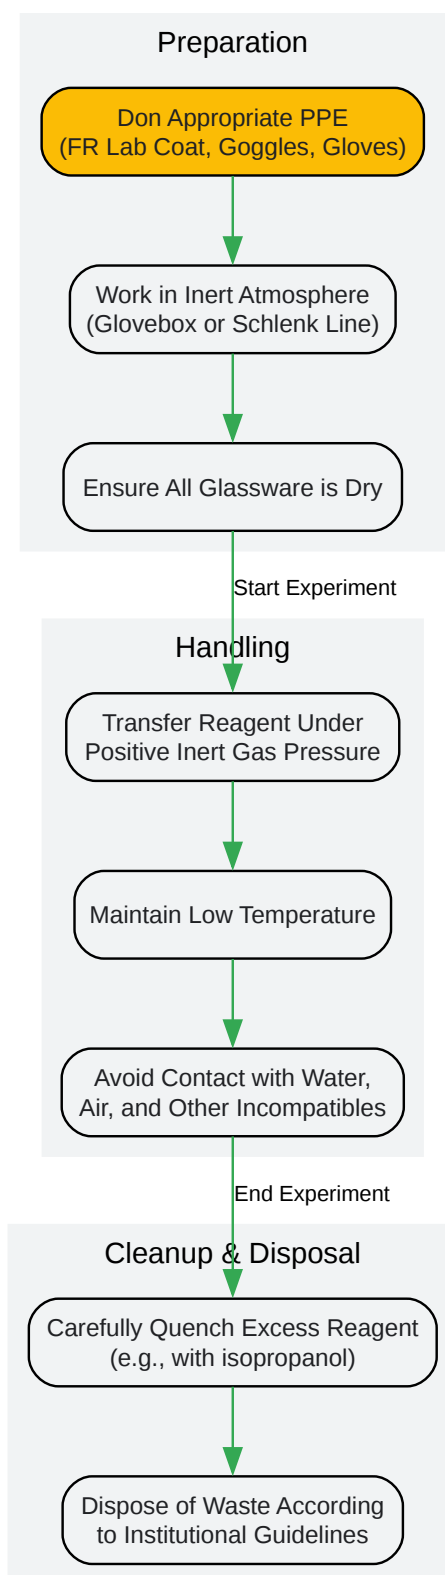 Preparation
Don Appropriate PPE
(FR Lab Coat, Goggles, Gloves)
Work in Inert Atmosphere
(Glovebox or Schlenk Line)
Ensure All Glassware is Dry
Start Experiment
Handling
Transfer Reagent Under
Positive Inert Gas Pressure
Maintain Low Temperature
Avoid Contact with Water,
Air, and Other Incompatibles
End Experiment
Cleanup & Disposal
Carefully Quench Excess Reagent
(e.g., with isopropanol)
Dispose of Waste According
to Institutional Guidelines